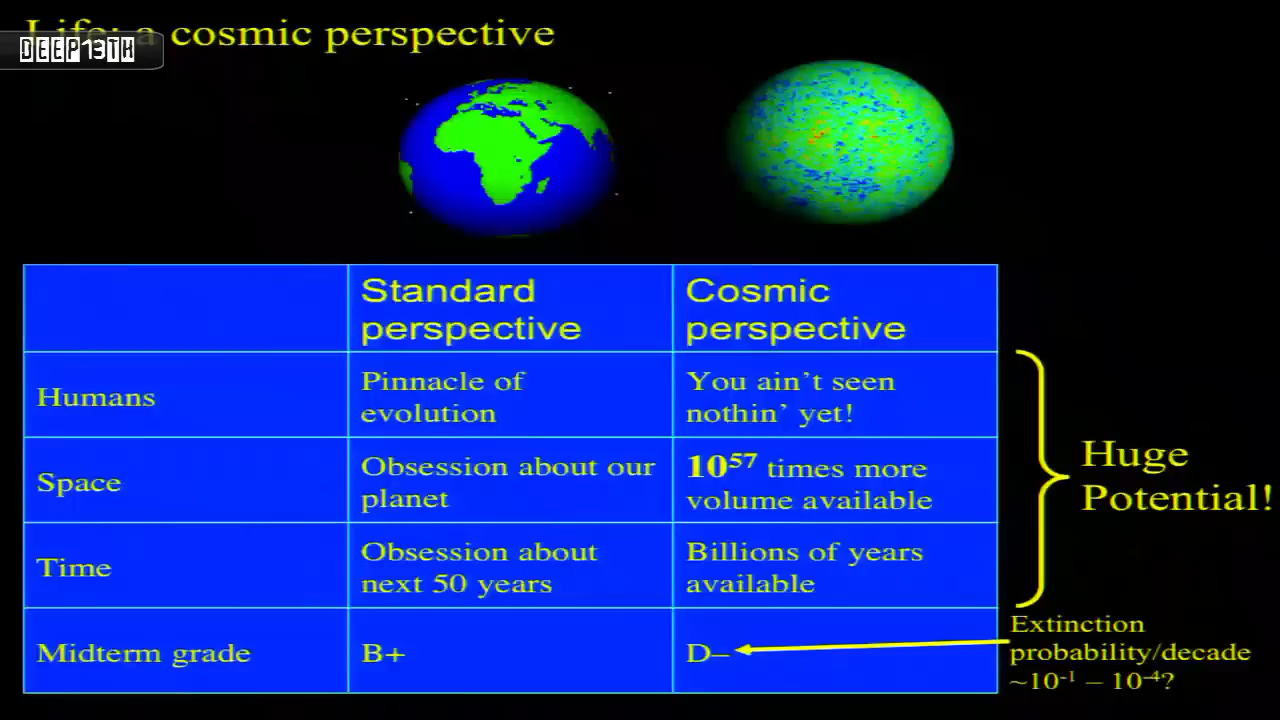 Life: a cosmic perspective
DEEP13TH
Standard
perspective
Cosmic
perspective
Humans
Pinnacle of
evolution
You ain't seen
nothin' yet!
Space
Obsession about our
planet
10⁵⁷ times more
volume available
Time
Obsession about
next 50 years
Billions of years
available
Huge
Potential!
Midterm grade
B+
D–
Extinction
probability/decade
~10⁻¹ – 10⁻⁴?